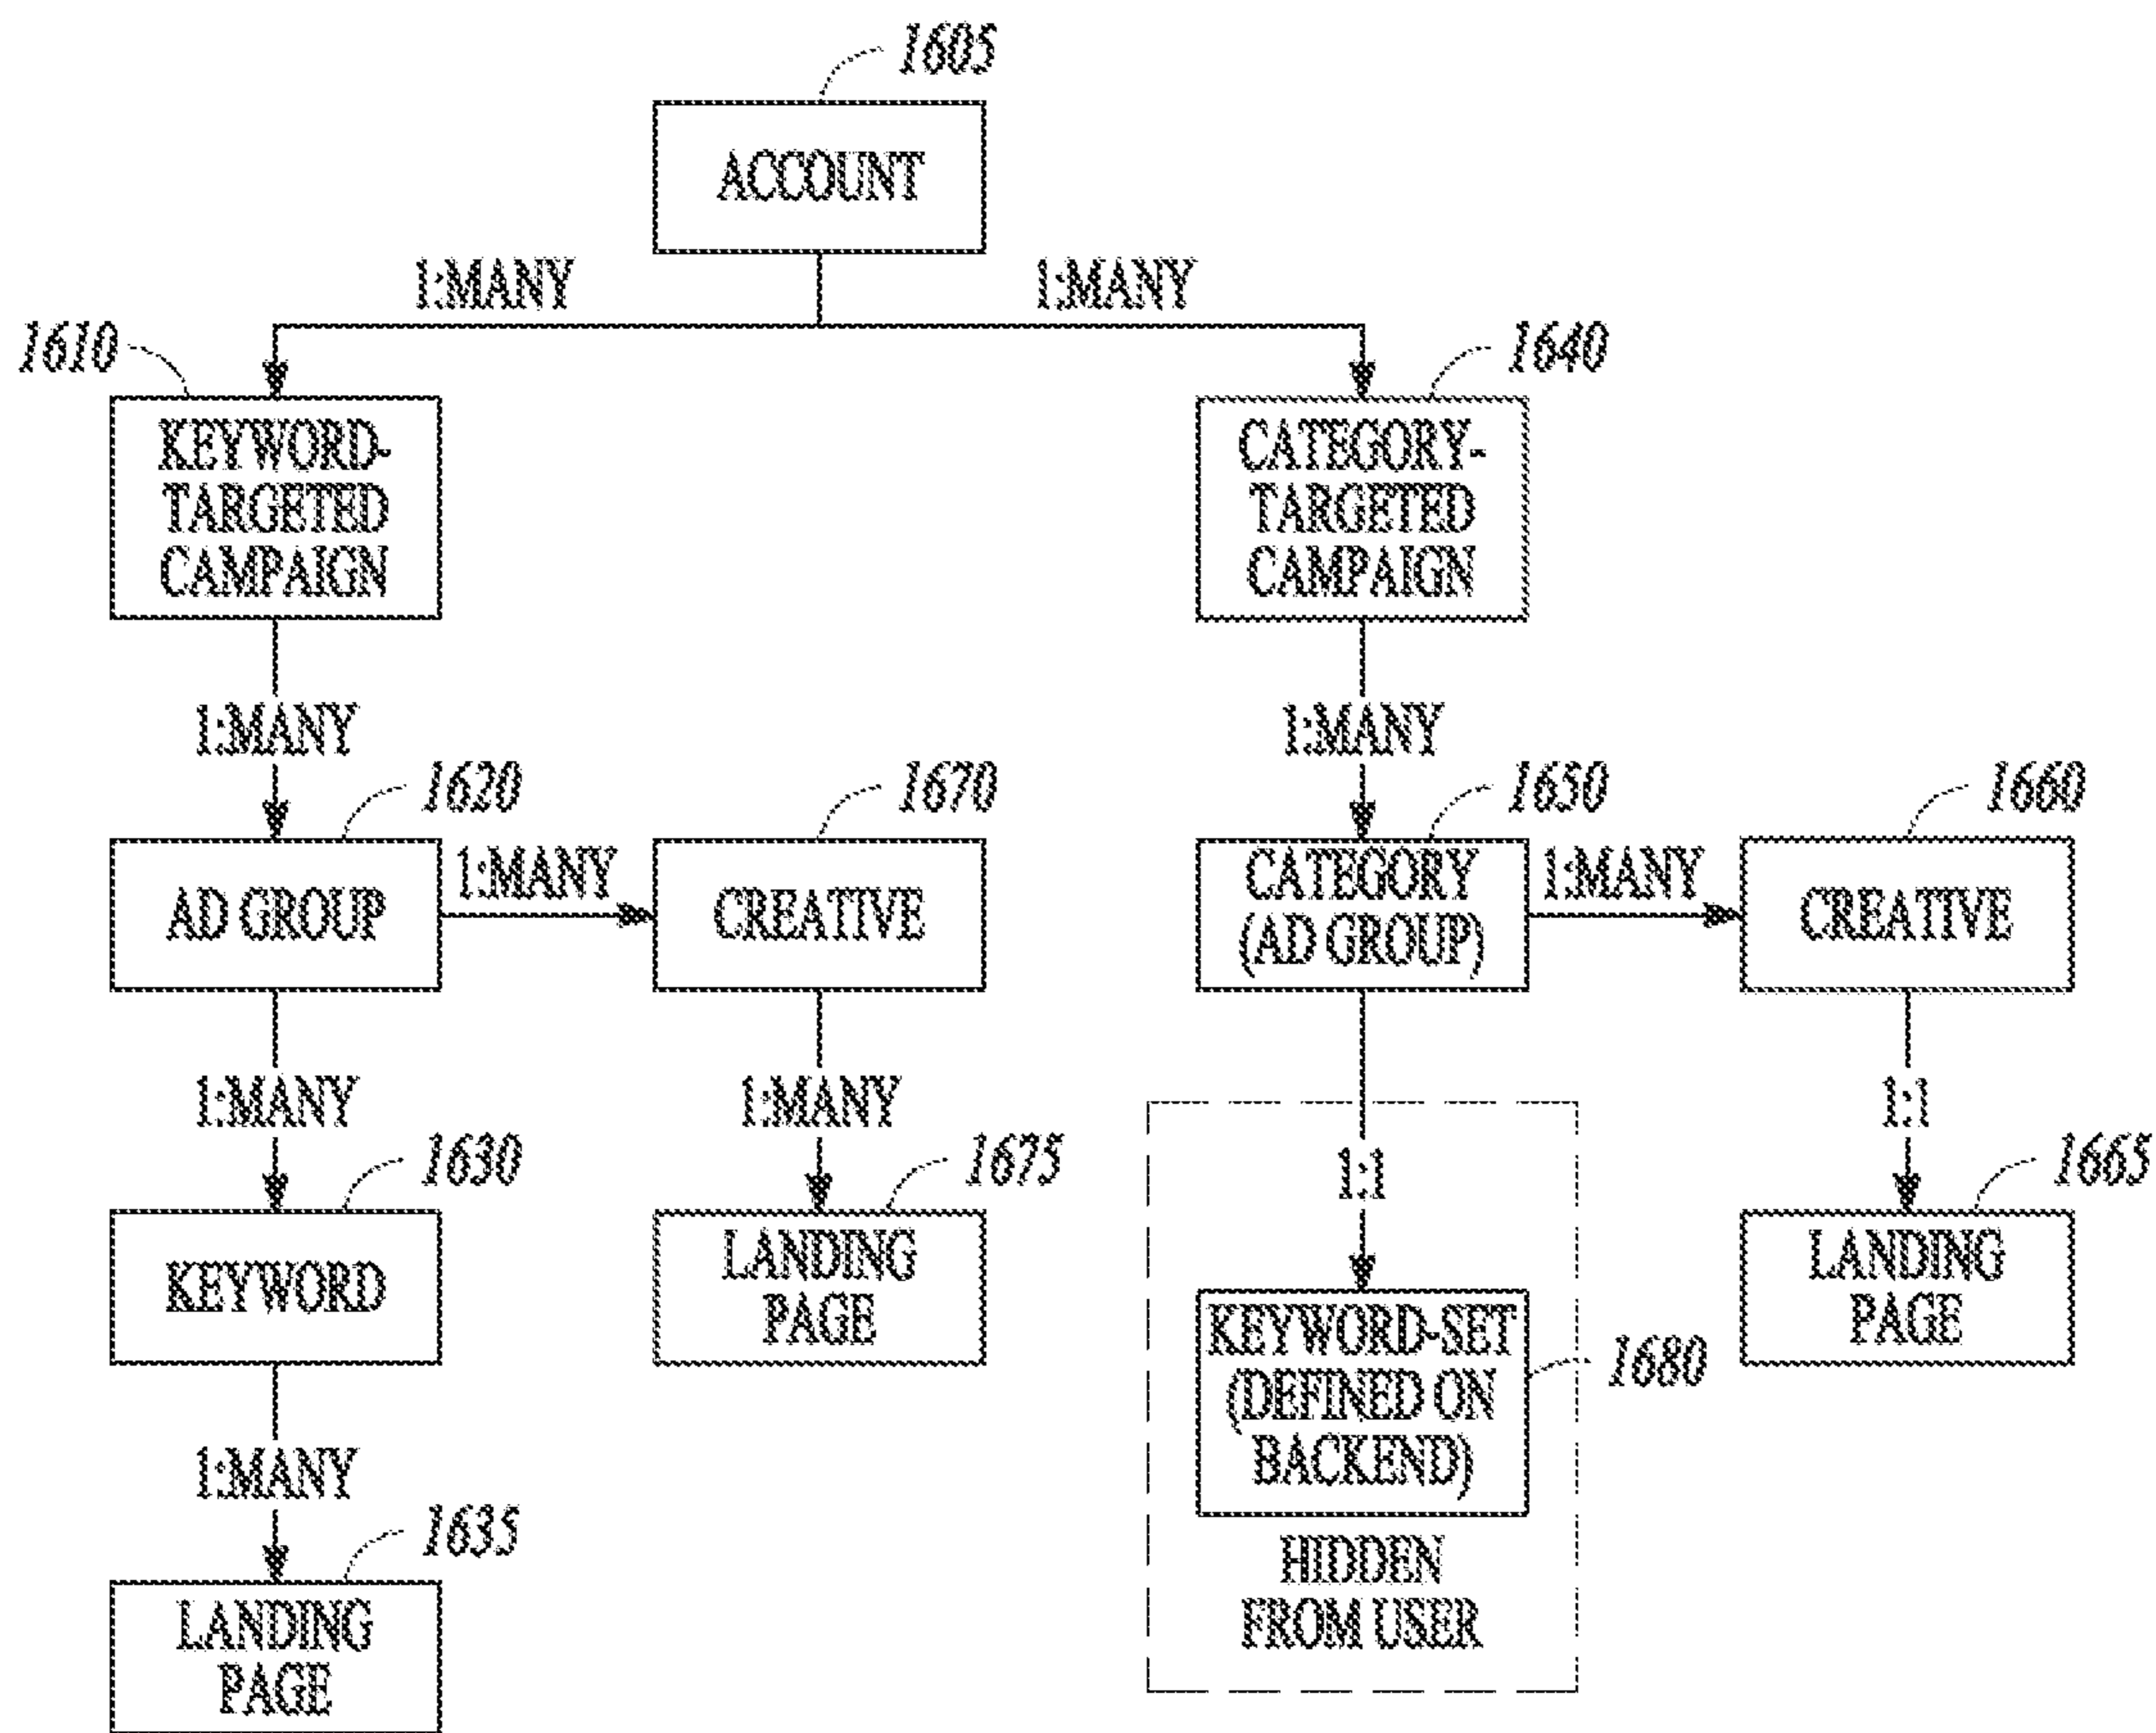 1605
ACCOUNT
1:MANY
1:MANY
1610
1640
KEYWORD-
TARGETED
CAMPAIGN
CATEGORY-
TARGETED
CAMPAIGN
1:MANY
1:MANY
1620
1670
1650
1660
AD GROUP
1:MANY
CREATIVE
CATEGORY
(AD GROUP)
1:MANY
CREATIVE
1:MANY
1:MANY
1:1
1:1
1630
1675
1665
KEYWORD
LANDING
PAGE
KEYWORD-SET
(DEFINED ON
BACKEND)
1680
LANDING
PAGE
1:MANY
1635
HIDDEN
FROM USER
LANDING
PAGE